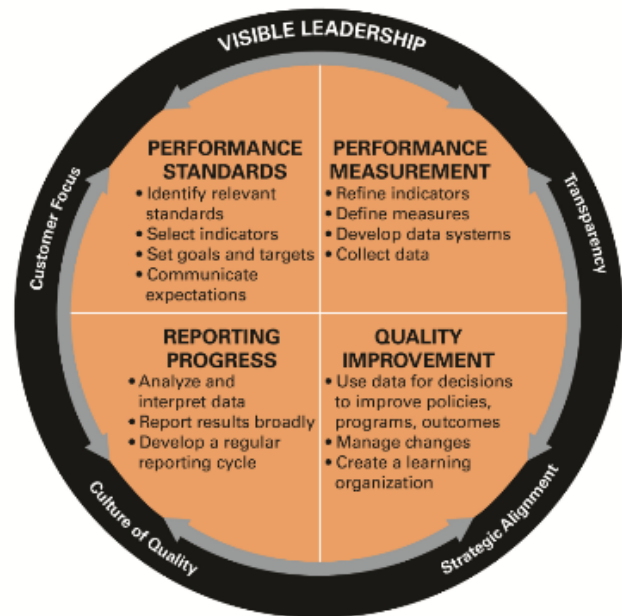 VISIBLE LEADERSHIP
Customer Focus
Transparency
PERFORMANCE
STANDARDS
• Identify relevant
standards
• Select indicators
• Set goals and targets
• Communicate
expectations
PERFORMANCE
MEASUREMENT
• Refine indicators
• Define measures
• Develop data systems
• Collect data
REPORTING
PROGRESS
• Analyze and
interpret data
• Report results broadly
• Develop a regular
reporting cycle
QUALITY
IMPROVEMENT
• Use data for decisions
to improve policies,
programs, outcomes
• Manage changes
• Create a learning
organization
Culture of Quality
Strategic Alignment